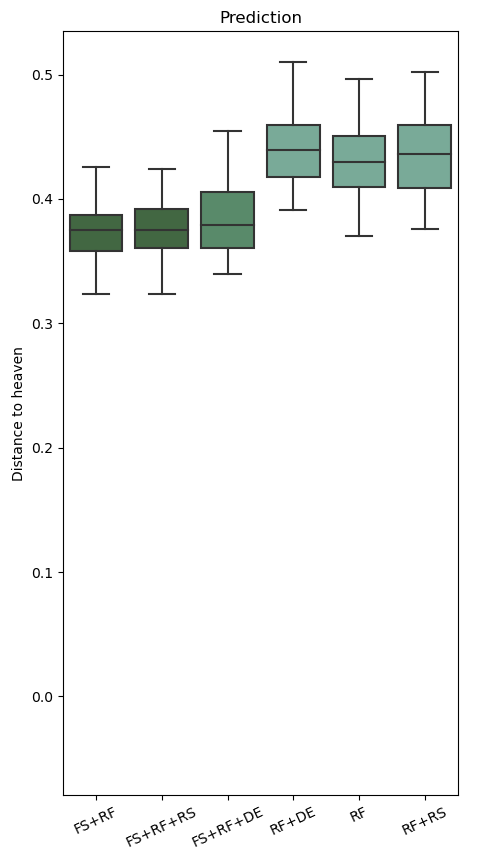 Prediction
Distance to heaven
0.5
0.4
0.3
0.2
0.1
0.0
FS+RF
FS+RF+RS
FS+RF+DE
RF+DE
RF
RF+RS